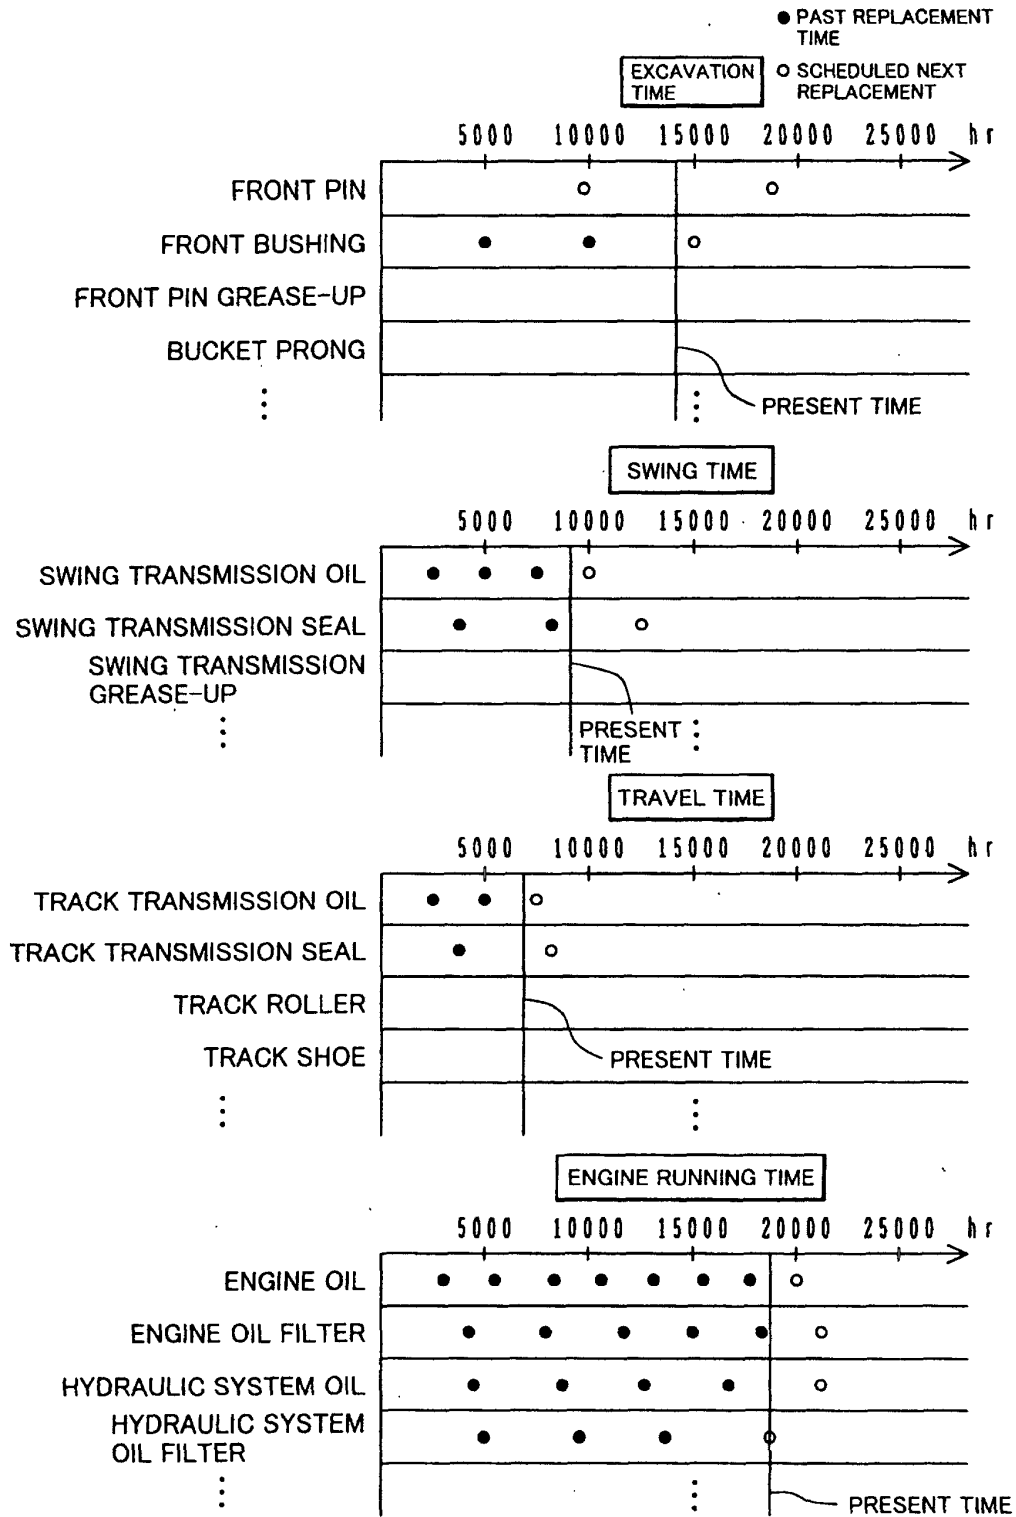 ● PAST REPLACEMENT
TIME
EXCAVATION
TIME
○ SCHEDULED NEXT
REPLACEMENT
5000 10000 15000 20000 25000 hr
FRONT PIN
FRONT BUSHING
FRONT PIN GREASE-UP
BUCKET PRONG
PRESENT TIME
SWING TIME
5000 10000 15000 20000 25000 hr
SWING TRANSMISSION OIL
SWING TRANSMISSION SEAL
SWING TRANSMISSION
GREASE-UP
PRESENT
TIME
TRAVEL TIME
5000 10000 15000 20000 25000 hr
TRACK TRANSMISSION OIL
TRACK TRANSMISSION SEAL
TRACK ROLLER
TRACK SHOE
PRESENT TIME
ENGINE RUNNING TIME
5000 10000 15000 20000 25000 hr
ENGINE OIL
ENGINE OIL FILTER
HYDRAULIC SYSTEM OIL
HYDRAULIC SYSTEM
OIL FILTER
PRESENT TIME